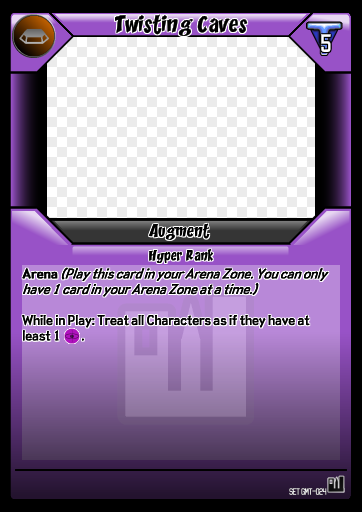 Twisting Caves
5
Augment
Hyper Rank
Arena (Play this card in your Arena Zone. You can only
have 1 card in your Arena Zone at a time.)
While in Play: Treat all Characters as if they have at
least 1 .
SET GMT-024